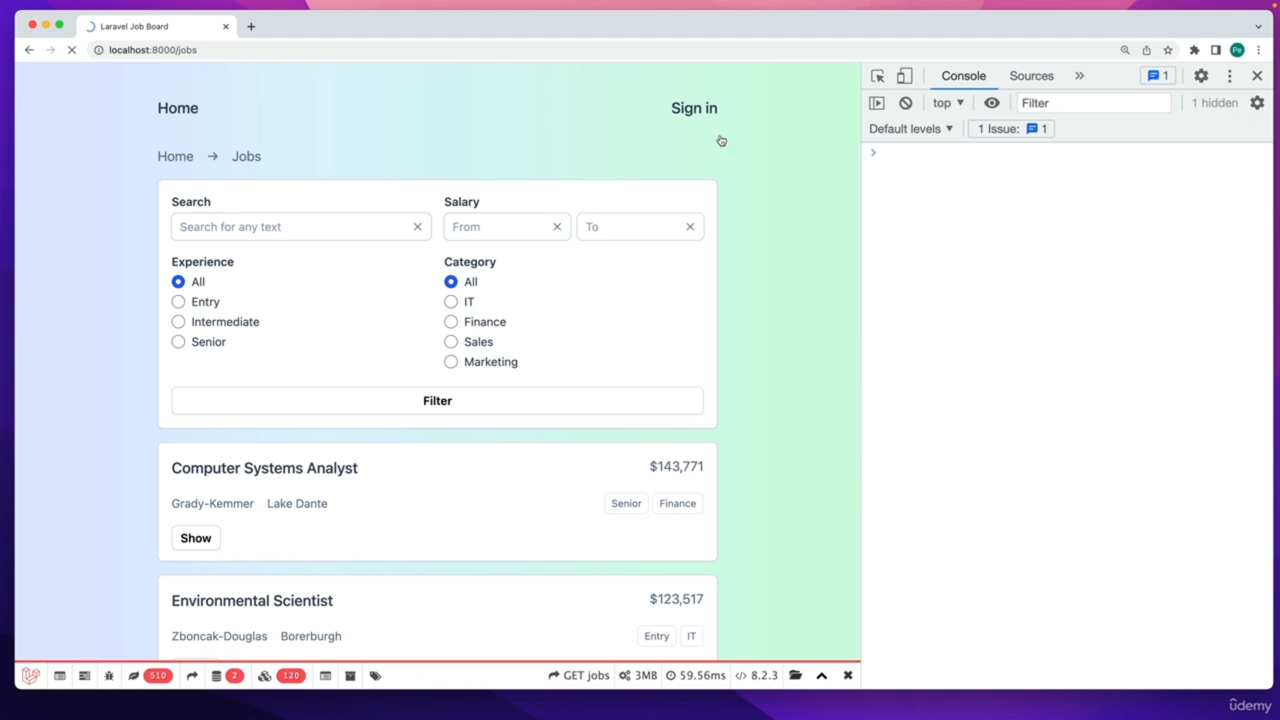 Laravel Job Board
localhost:8000/jobs
Pe
Home Sign in
Home → Jobs
Search Salary
Search for any text From To
Experience Category
All All
Entry IT
Intermediate Finance
Senior Sales
Marketing
Filter
Computer Systems Analyst $143,771
Grady-Kemmer Lake Dante Senior Finance
Show
Environmental Scientist $123,517
Zboncak-Douglas Borerburgh Entry IT
510 2 120 GET jobs 3MB 59.56ms 8.2.3
Console Sources 1
top Filter 1 hidden
Default levels 1 Issue: 1
udemy